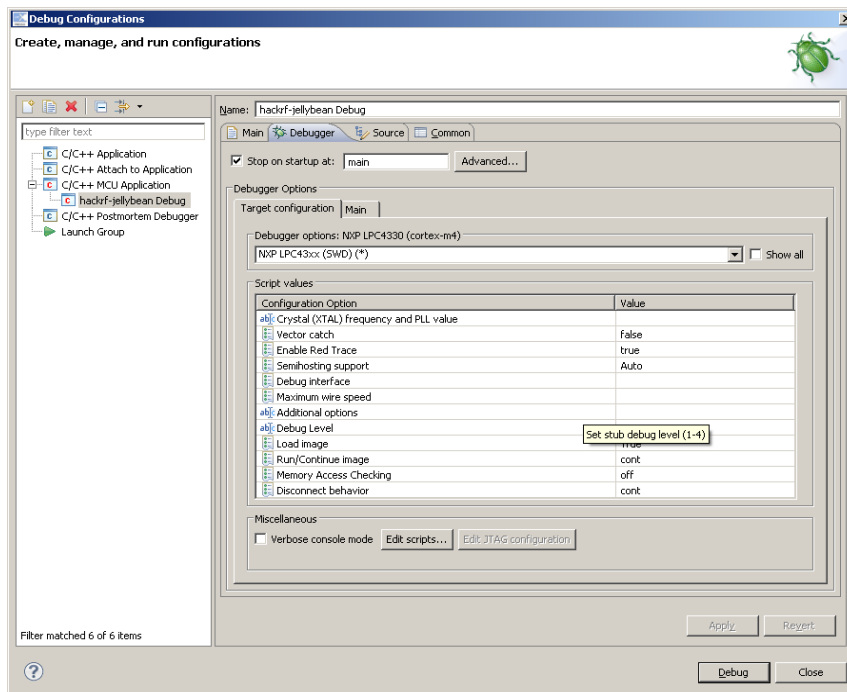 Debug Configurations
Create, manage, and run configurations
type filter text
C/C++ Application
C/C++ Attach to Application
C/C++ MCU Application
hackrf-jellybean Debug
C/C++ Postmortem Debugger
Launch Group
Filter matched 6 of 6 items
Name: hackrf-jellybean Debug
Main Debugger Source Common
Stop on startup at: main Advanced...
Debugger Options
Target configuration Main
Debugger options: NXP LPC4330 (cortex-m4)
NXP LPC43xx (SWD) (*) Show all
Script values
Configuration Option Value
Crystal (XTAL) frequency and PLL value
Vector catch false
Enable Red Trace true
Semihosting support Auto
Debug interface
Maximum wire speed
Additional options
Debug Level
Set stub debug level (1-4)
Load image
Run/Continue image cont
Memory Access Checking off
Disconnect behavior cont
Miscellaneous
Verbose console mode Edit scripts... Edit JTAG configuration
Apply Revert
? Debug Close